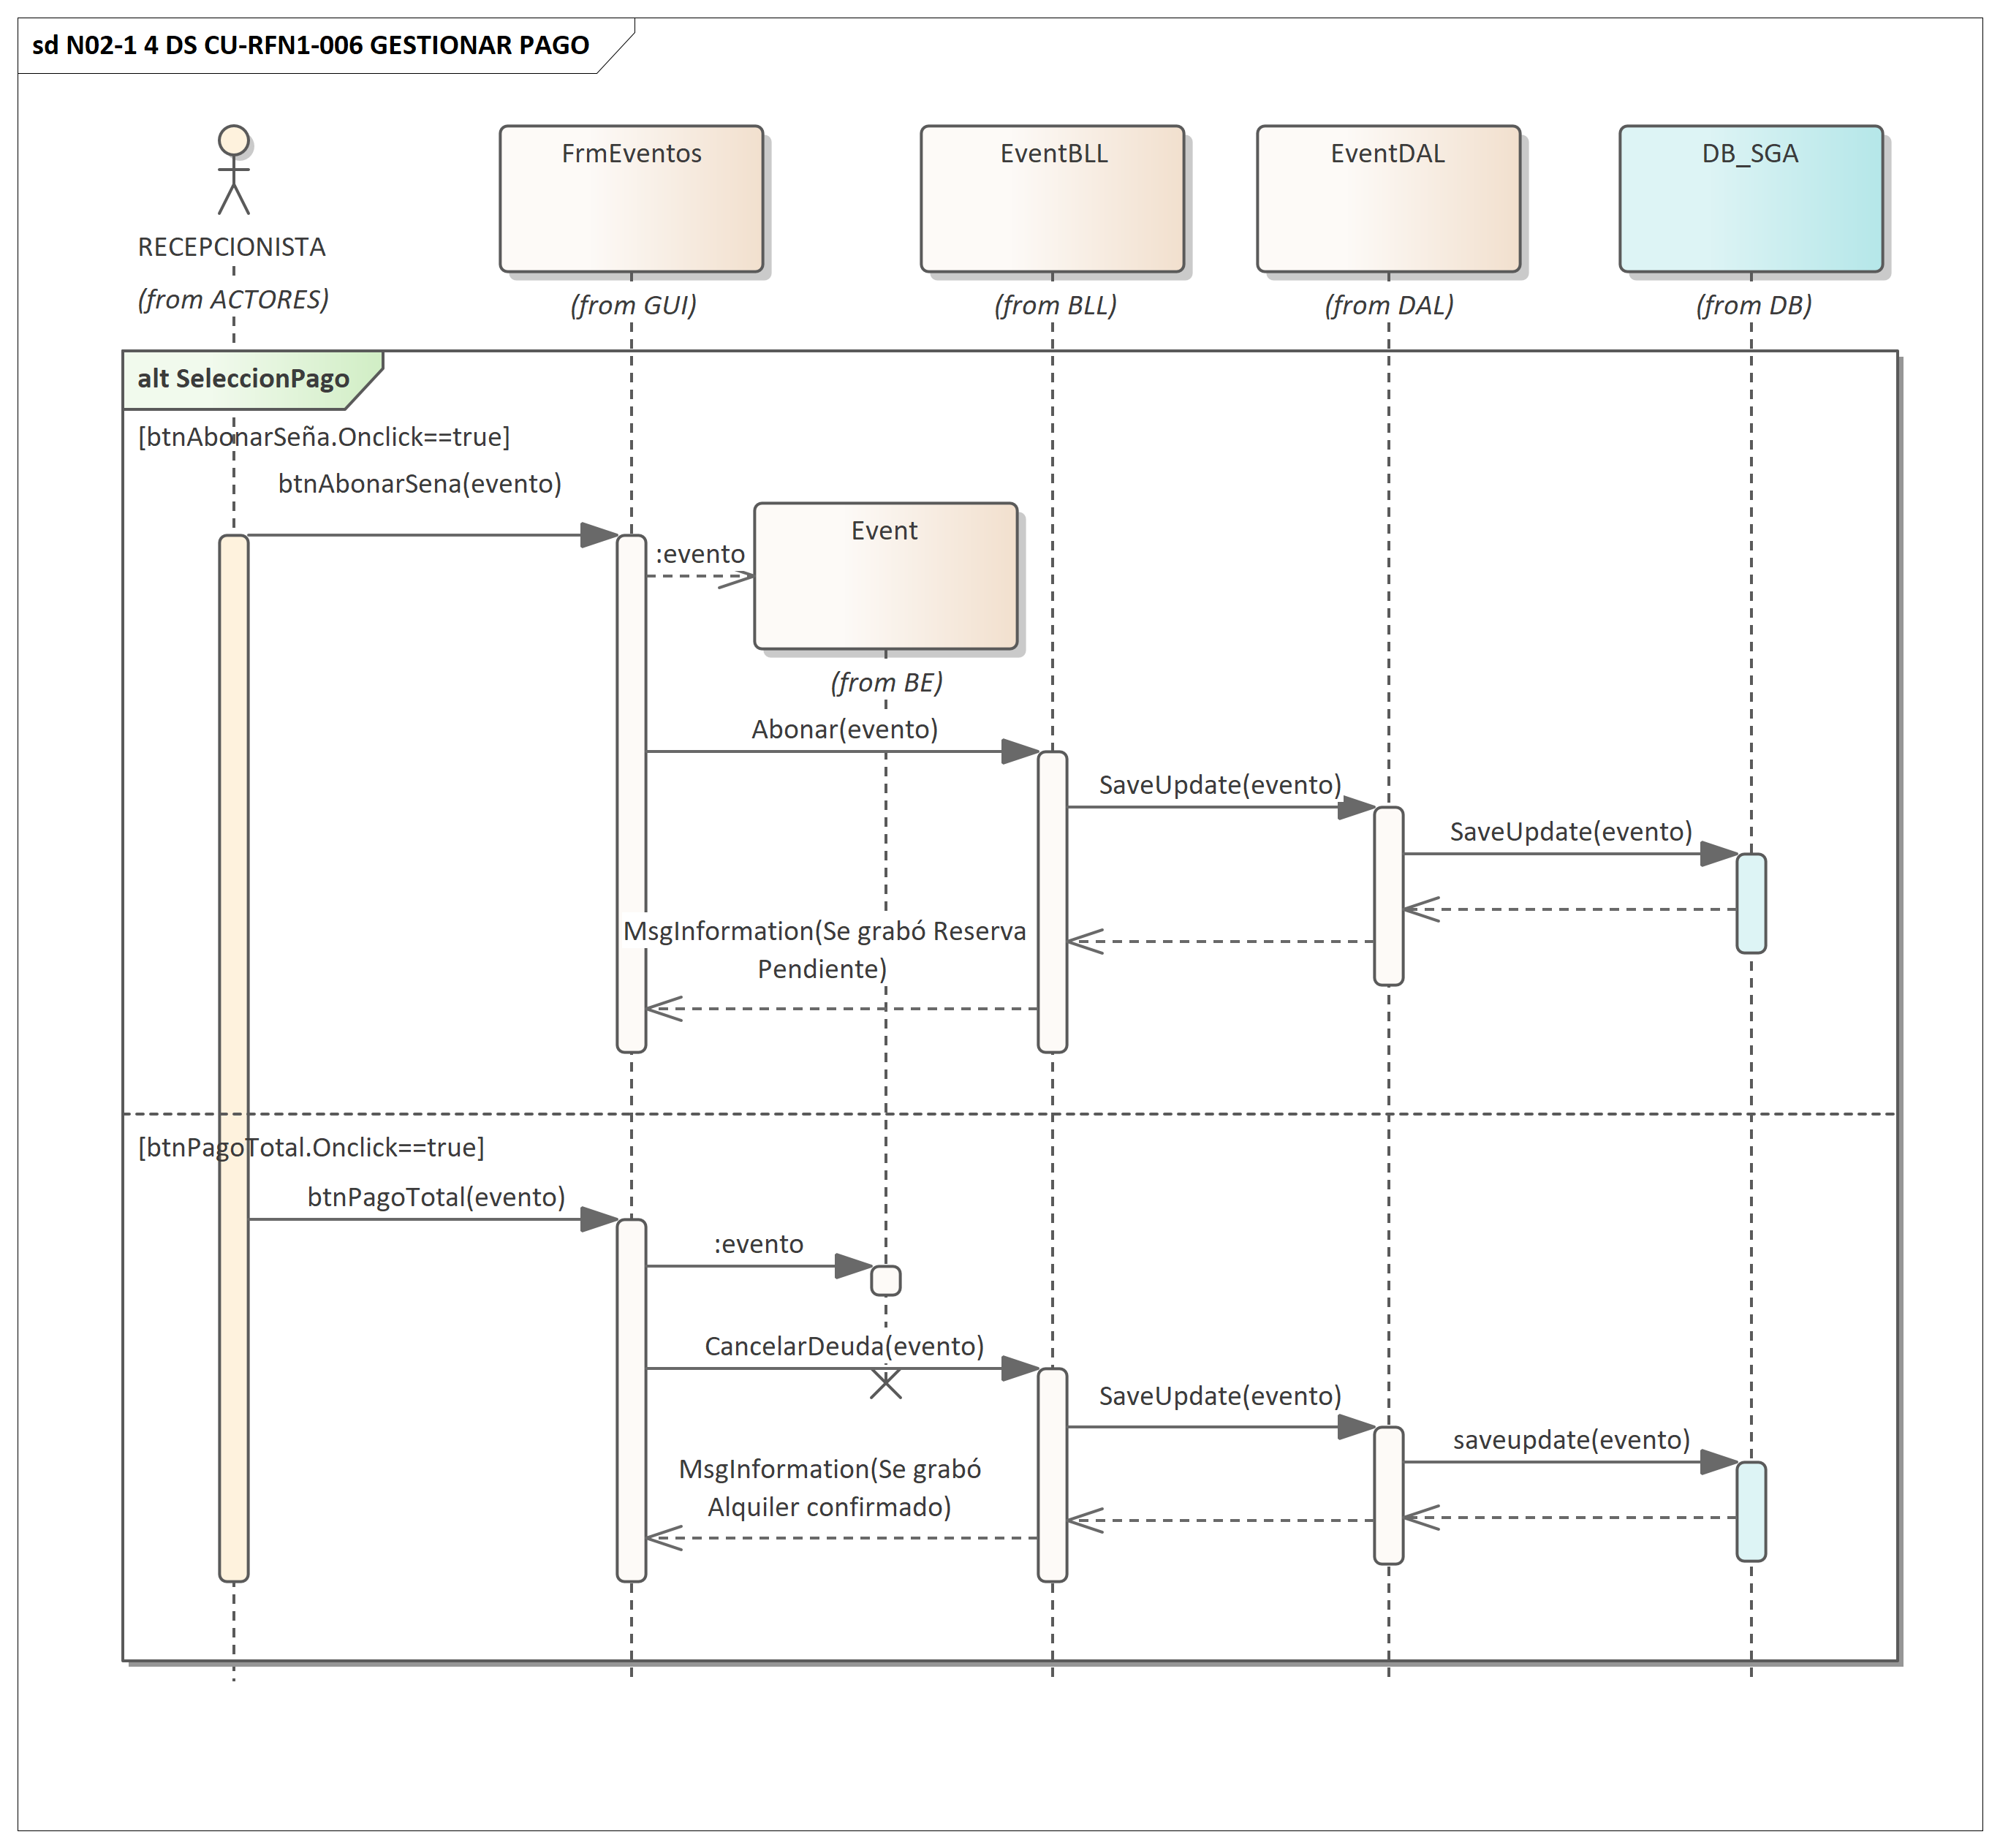 sd N02-1 4 DS CU-RFN1-006 GESTIONAR PAGO
RECEPCIONISTA
(from ACTORES)
FrmEventos
(from GUI)
EventBLL
(from BLL)
EventDAL
(from DAL)
DB_SGA
(from DB)
alt SeleccionPago
[btnAbonarSeña.Onclick==true]
btnAbonarSena(evento)
:evento
Event
(from BE)
Abonar(evento)
SaveUpdate(evento)
SaveUpdate(evento)
MsgInformation(Se grabó Reserva
Pendiente)
[btnPagoTotal.Onclick==true]
btnPagoTotal(evento)
:evento
CancelarDeuda(evento)
SaveUpdate(evento)
saveupdate(evento)
MsgInformation(Se grabó
Alquiler confirmado)